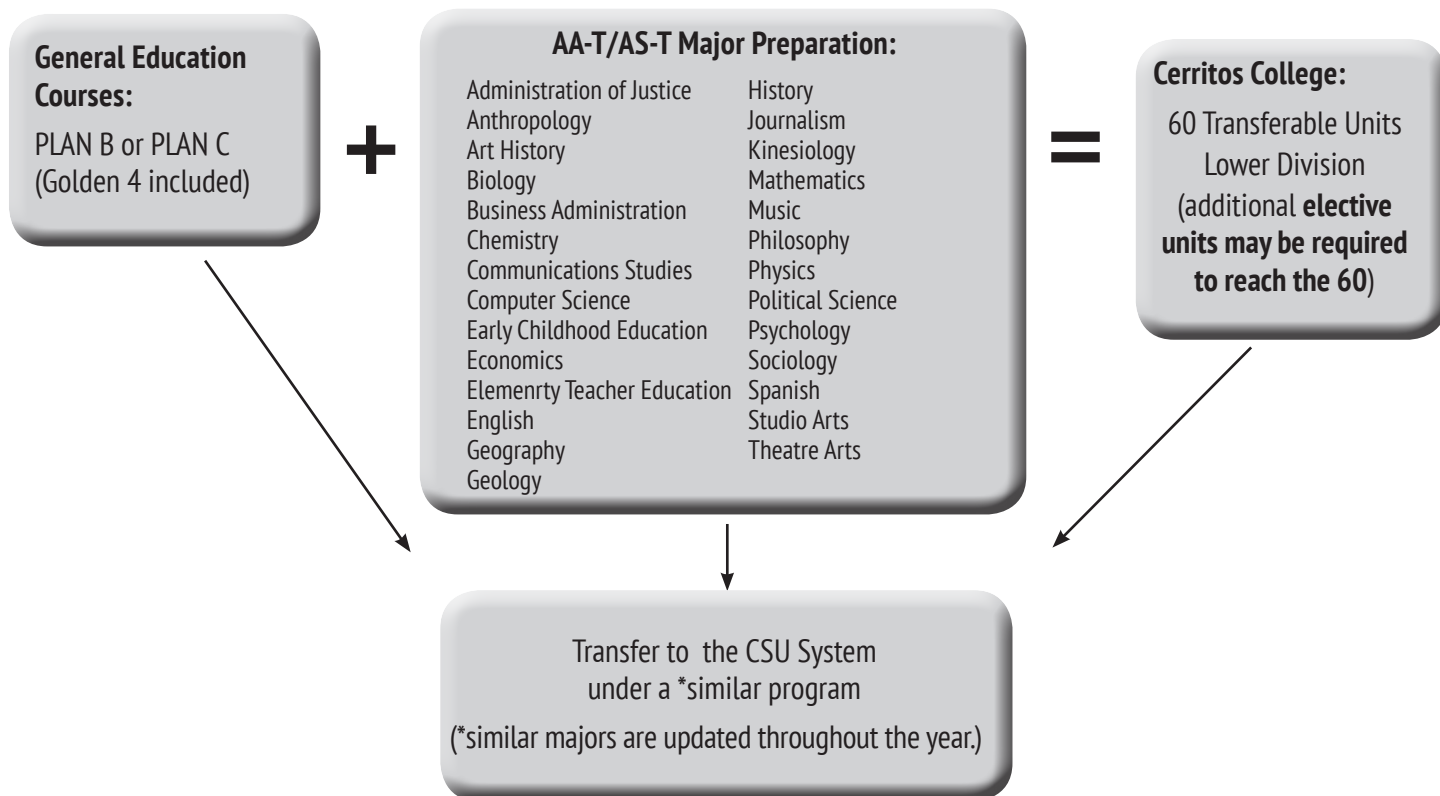 General Education
Courses:
PLAN B or PLAN C
(Golden 4 included)
+
AA-T/AS-T Major Preparation:
Administration of Justice
Anthropology
Art History
Biology
Business Administration
Chemistry
Communications Studies
Computer Science
Early Childhood Education
Economics
Elemenrty Teacher Education
English
Geography
Geology
History
Journalism
Kinesiology
Mathematics
Music
Philosophy
Physics
Political Science
Psychology
Sociology
Spanish
Studio Arts
Theatre Arts
=
Cerritos College:
60 Transferable Units
Lower Division
(additional elective
units may be required
to reach the 60)
Transfer to the CSU System
under a *similar program
(*similar majors are updated throughout the year.)